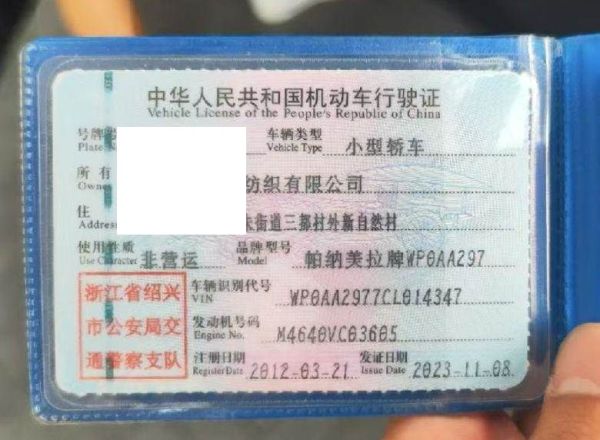 中华人民共和国机动车行驶证
Vehicle License of the People's Republic of China
号牌 车辆类型 小型轿车
Plate Vehicle Type
所有 纺织有限公司
Owner
住 街道三都村外新自然村
Address
使用性质 非营运 品牌型号 帕纳美拉牌WP0AA297
Use Character Model
浙江省绍兴
市公安局交
通警察支队
车辆识别代号 WP0AA2977CL014347
VIN
发动机号码 M4640VC03605
Engine No.
注册日期 2012-03-21 发证日期 2023-11-08
Register Date Issue Date